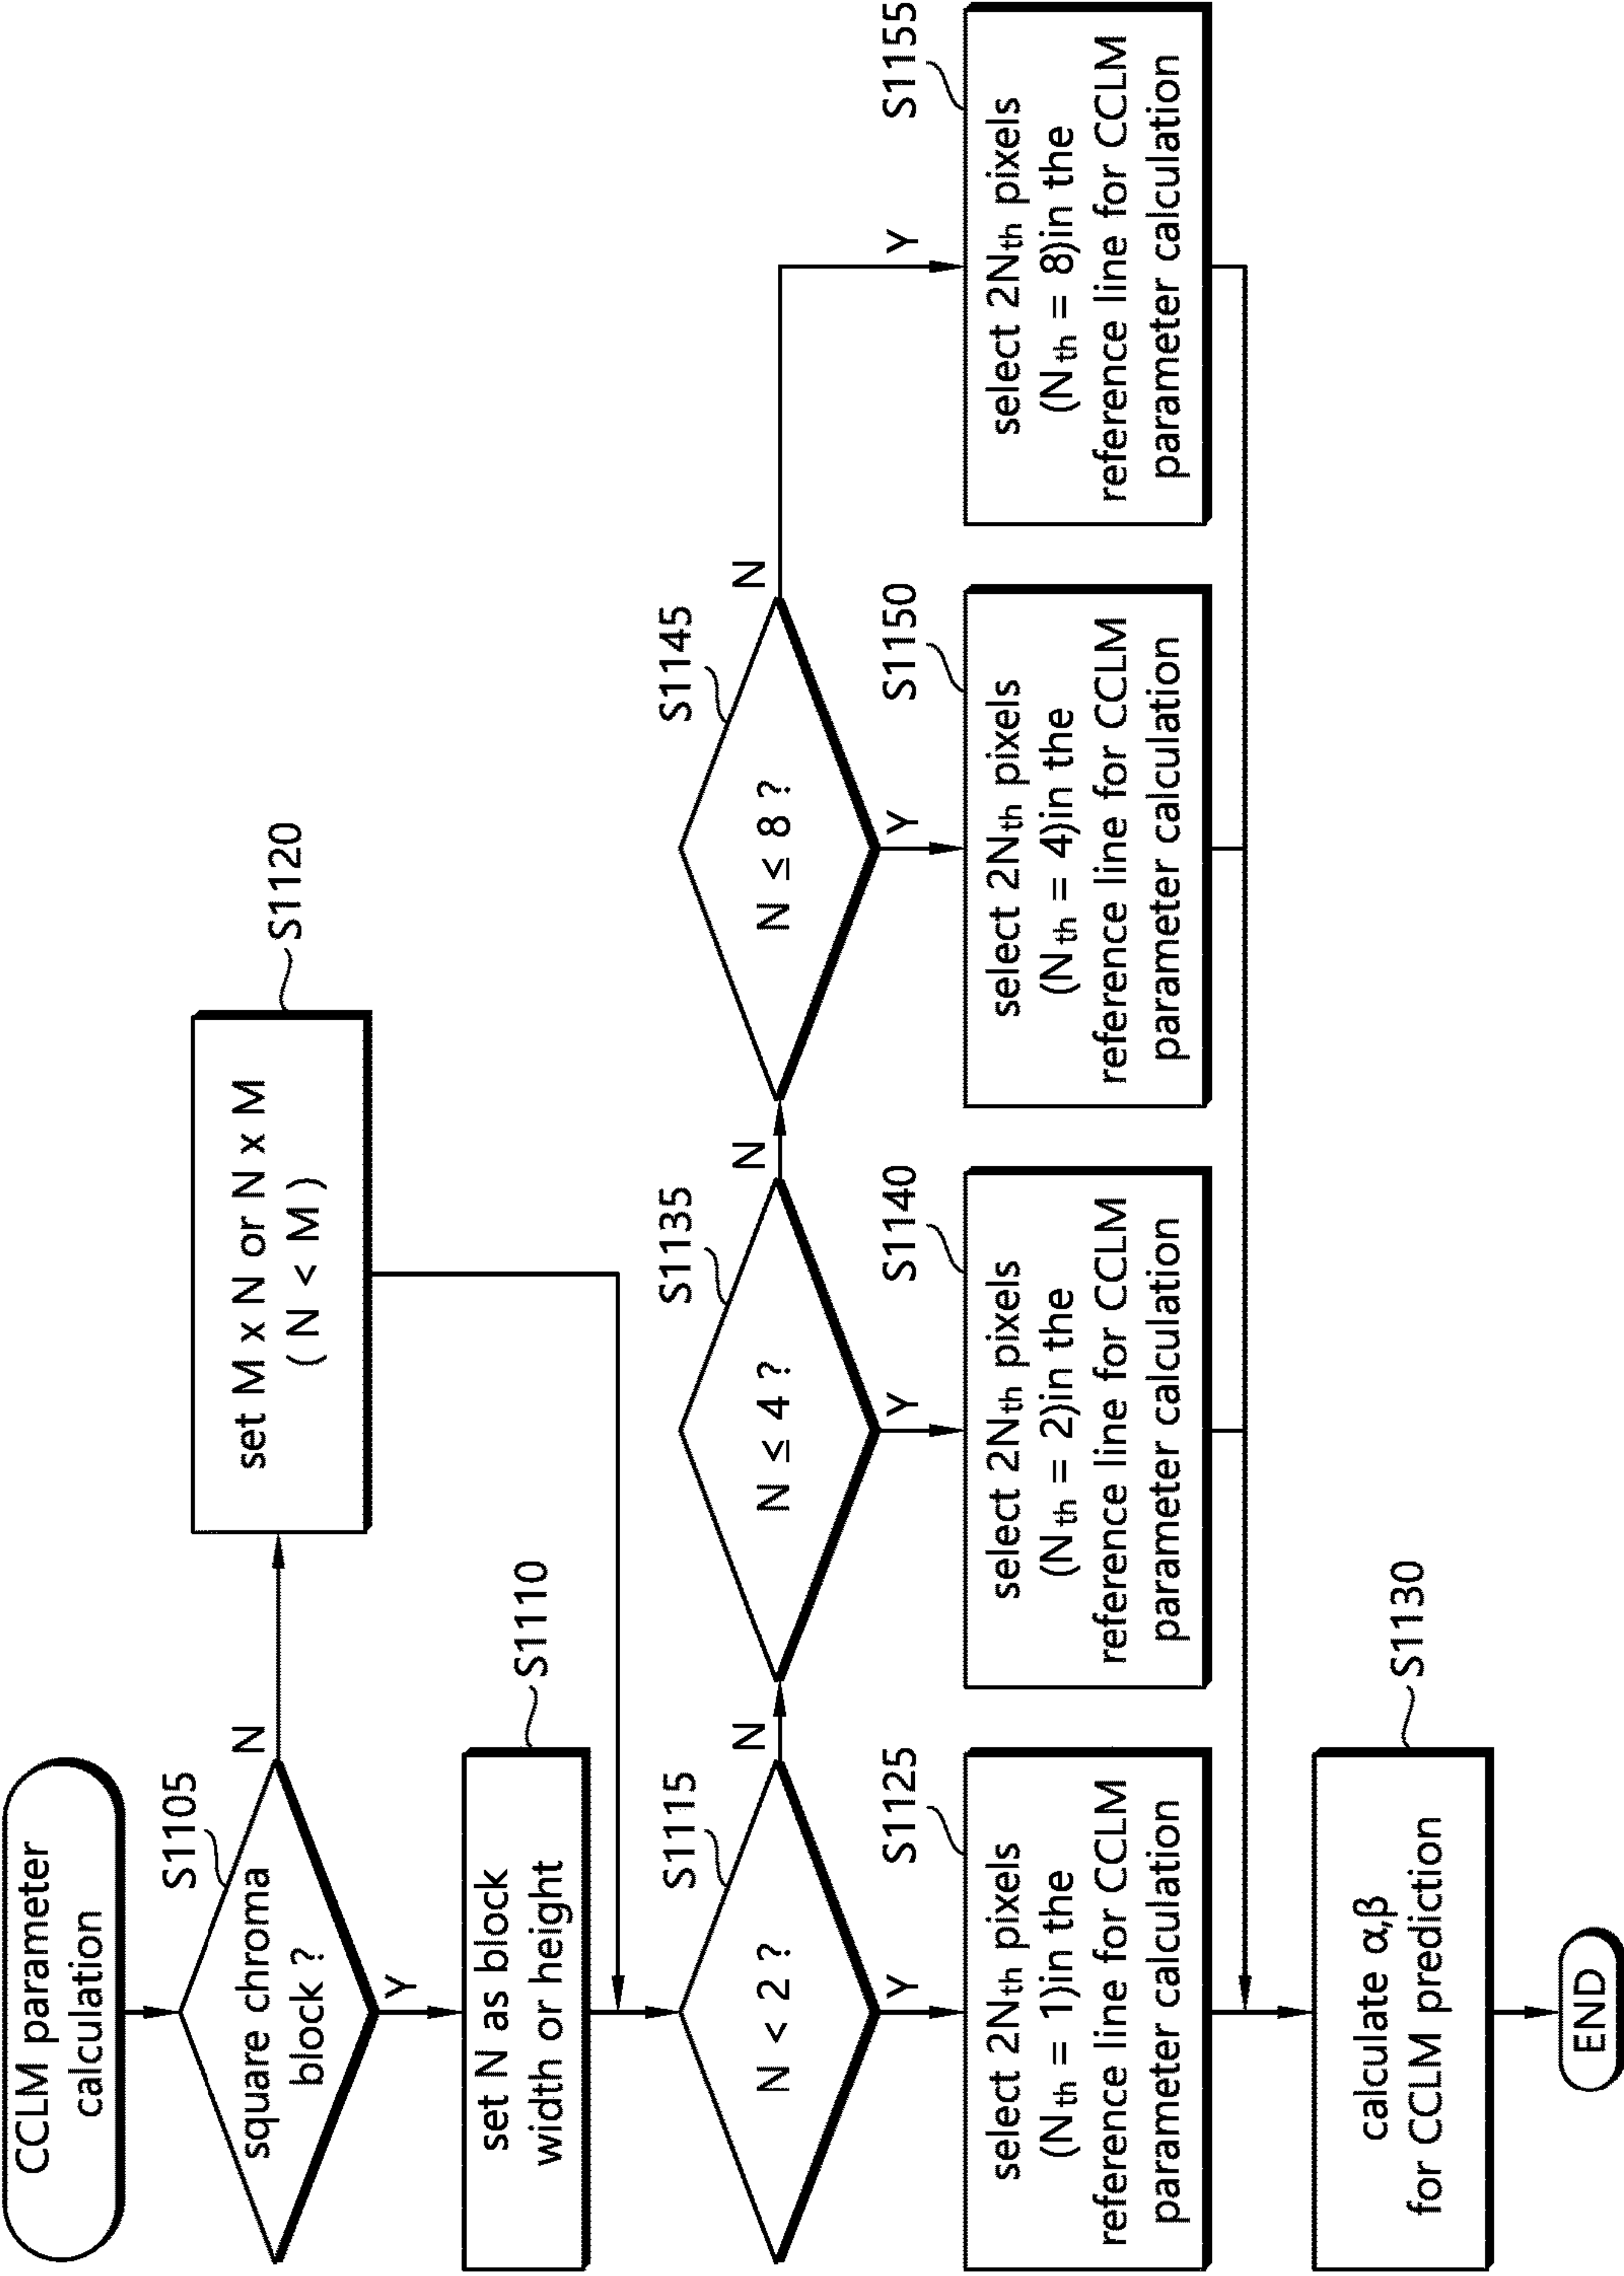 CCLM parameter
calculation
S1105
square chroma
block ?
N
Y
S1120
set M x N or N x M
( N < M )
S1110
set N as block
width or height
S1115
N < 2 ?
N
Y
S1135
N ≤ 4 ?
N
Y
S1145
N ≤ 8 ?
N
Y
Y
S1125
select 2Nth pixels
(Nth = 1)in the
reference line for CCLM
parameter calculation
S1140
select 2Nth pixels
(Nth = 2)in the
reference line for CCLM
parameter calculation
S1150
select 2Nth pixels
(Nth = 4)in the
reference line for CCLM
parameter calculation
S1155
select 2Nth pixels
(Nth = 8)in the
reference line for CCLM
parameter calculation
S1130
calculate α,β
for CCLM prediction
END